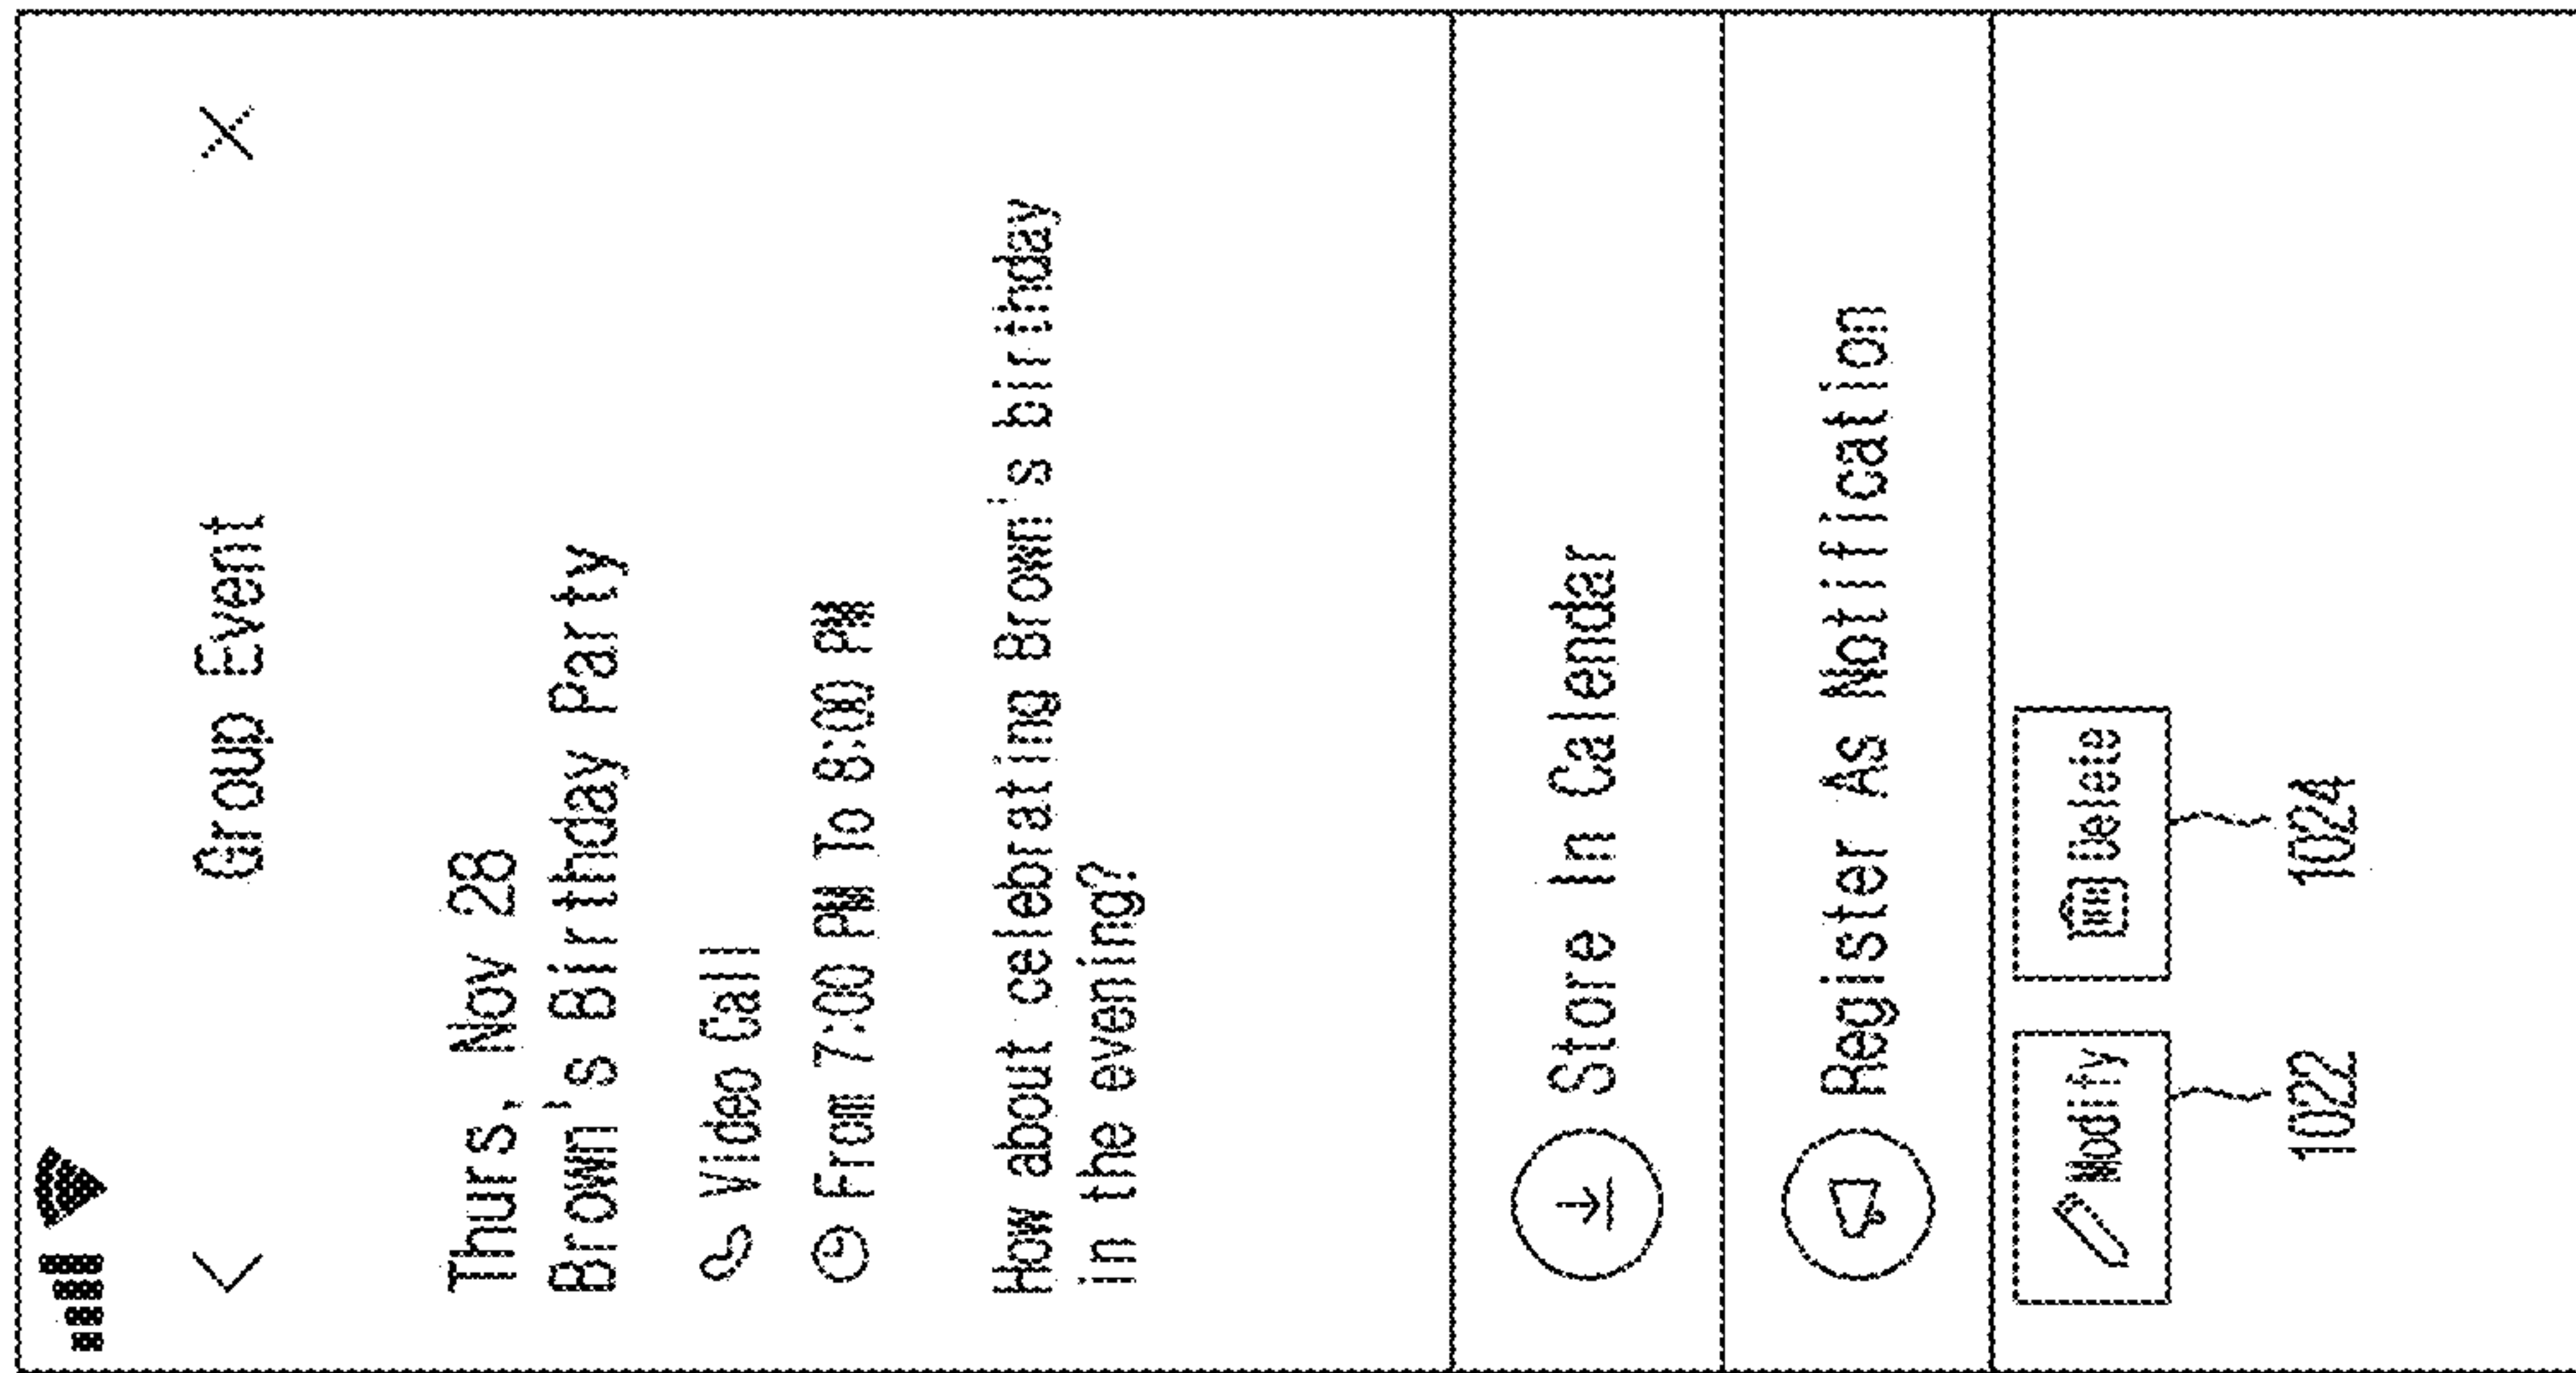 Group Event
Thurs, Nov 28
Brown's Birthday Party
Video Call
From 7:00 PM To 8:00 PM
How about celebrating Brown's birthday
in the evening?
Store In Calendar
Register As Notification
Modify Delete
1022 1024